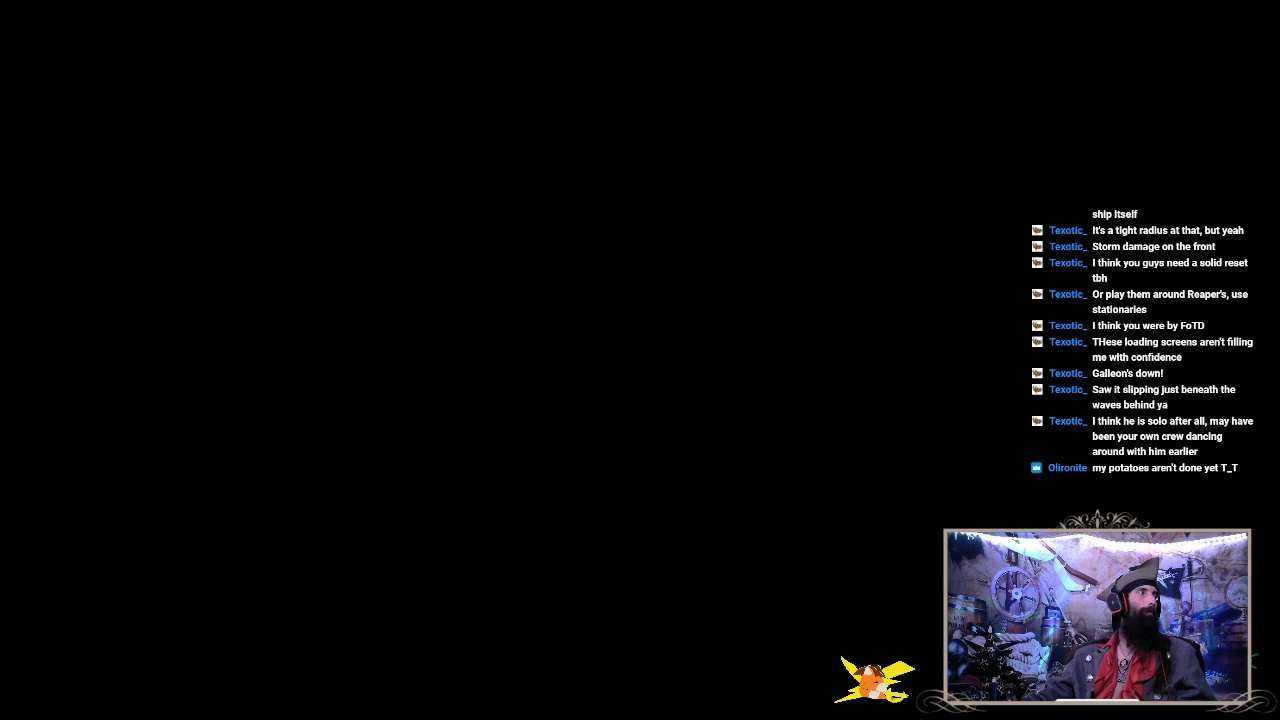 ship itself
Texotic_ It's a tight radius at that, but yeah
Texotic_ Storm damage on the front
Texotic_ I think you guys need a solid reset
tbh
Texotic_ Or play them around Reaper's, use
stationaries
Texotic_ I think you were by FoTD
Texotic_ THese loading screens aren't filling
me with confidence
Texotic_ Galleon's down!
Texotic_ Saw it slipping just beneath the
waves behind ya
Texotic_ I think he is solo after all, may have
been your own crew dancing
around with him earlier
Olironite my potatoes aren't done yet T_T